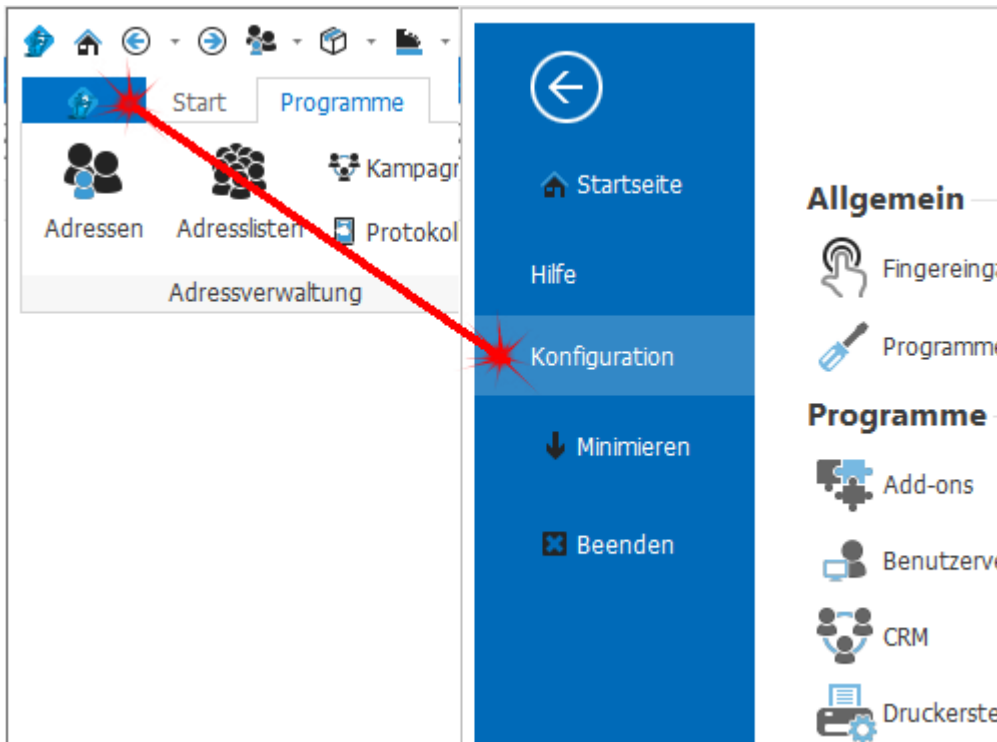 Start Programme
Kampagn
Adressen Adresslisten Protokol
Adressverwaltung
Startseite
Hilfe
Konfiguration
Minimieren
Beenden
Allgemein
Fingereinga
Programme
Programme
Add-ons
Benutzerve
CRM
Druckerste